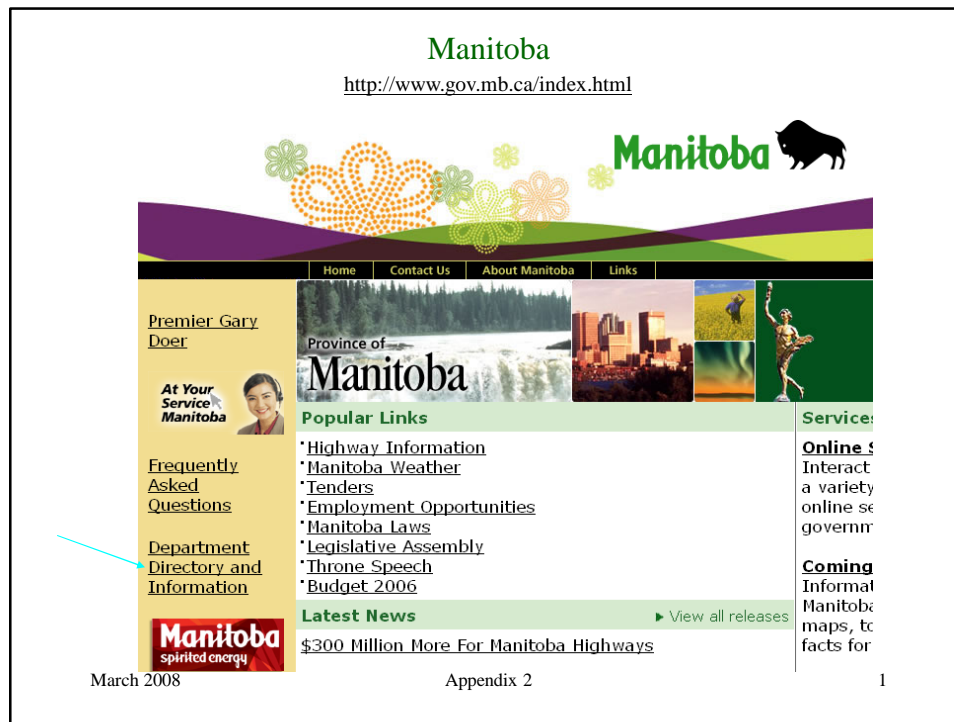 Manitoba
http://www.gov.mb.ca/index.html
Manitoba
Home Contact Us About Manitoba Links
Premier Gary
Doer
At Your
Service
Manitoba
Frequently
Asked
Questions
Department
Directory and
Information
Manitoba
spirited energy
Province of
Manitoba
Popular Links
Highway Information
Manitoba Weather
Tenders
Employment Opportunities
Manitoba Laws
Legislative Assembly
Throne Speech
Budget 2006
Latest News View all releases
$300 Million More For Manitoba Highways
Services
Online S
Interact
a variety
online se
governm
Coming
Informat
Manitoba
maps, to
facts for
March 2008 Appendix 2 1